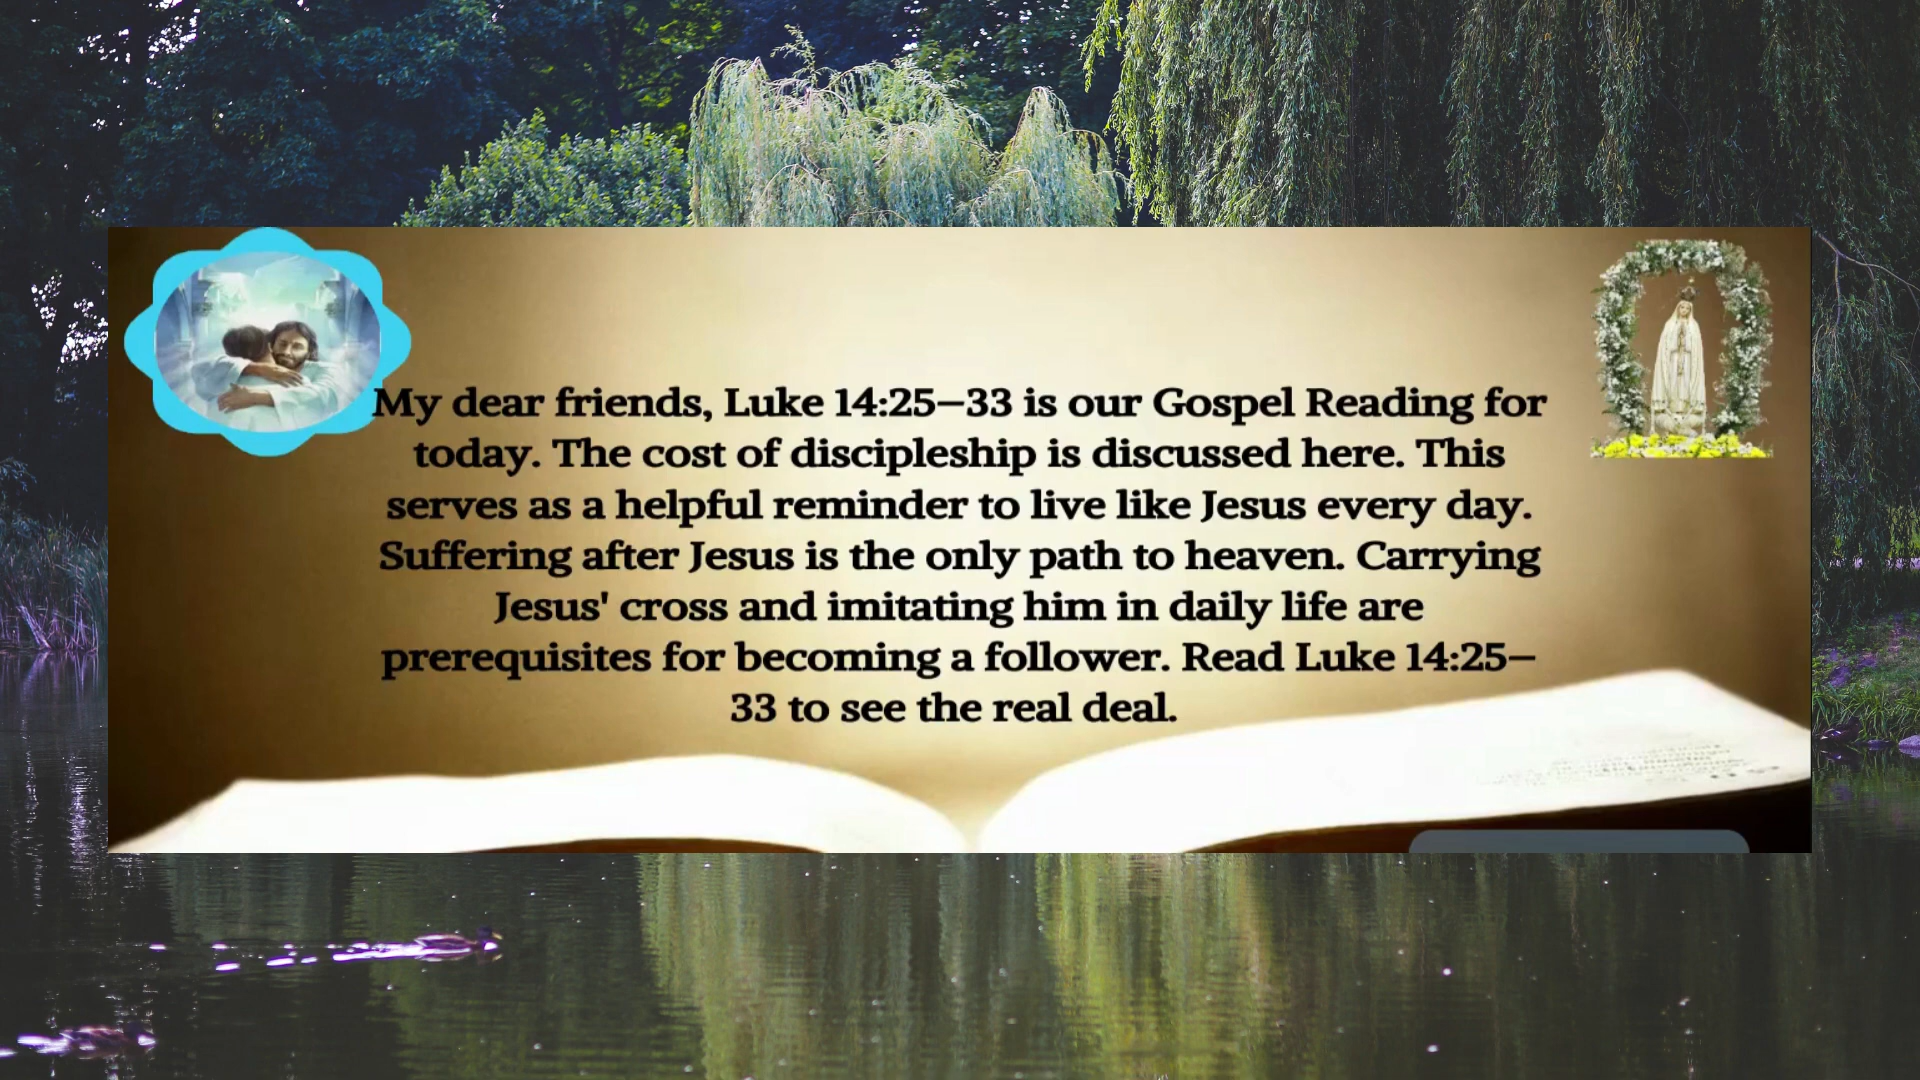 My dear friends, Luke 14:25–33 is our Gospel Reading for
today. The cost of discipleship is discussed here. This
serves as a helpful reminder to live like Jesus every day.
Suffering after Jesus is the only path to heaven. Carrying
Jesus' cross and imitating him in daily life are
prerequisites for becoming a follower. Read Luke 14:25–
33 to see the real deal.